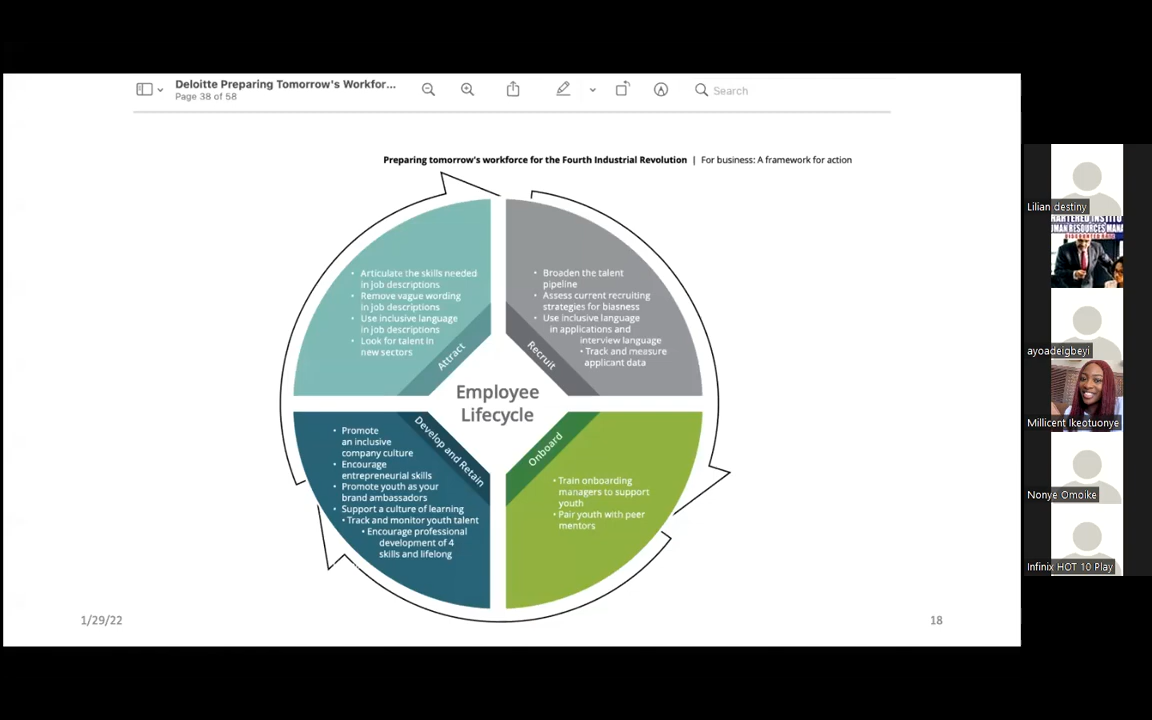 Deloitte Preparing Tomorrow's Workfor...
Page 38 of 58
Search
Preparing tomorrow's workforce for the Fourth Industrial Revolution | For business: A framework for action
• Articulate the skills needed
in job descriptions
• Remove vague wording
in job descriptions
• Use inclusive language
in job descriptions
• Look for talent in
new sectors
Attract
• Broaden the talent
pipeline
• Assess current recruiting
strategies for biasness
• Use inclusive language
in applications and
interview language
• Track and measure
applicant data
Recruit
Employee
Lifecycle
• Promote
an inclusive
company culture
• Encourage
entrepreneurial skills
• Promote youth as your
brand ambassadors
• Support a culture of learning
• Track and monitor youth talent
• Encourage professional
development of 4
skills and lifelong
Develop and Retain
Onboard
• Train onboarding
managers to support
youth
• Pair youth with peer
mentors
1/29/22
18
Lilian destiny
HARTERED INSTITU
UMAN RESOURCES MANA
ayoadeigbeyi
Millicent Ikeotuonye
Nonye Omoike
Infinix HOT 10 Play